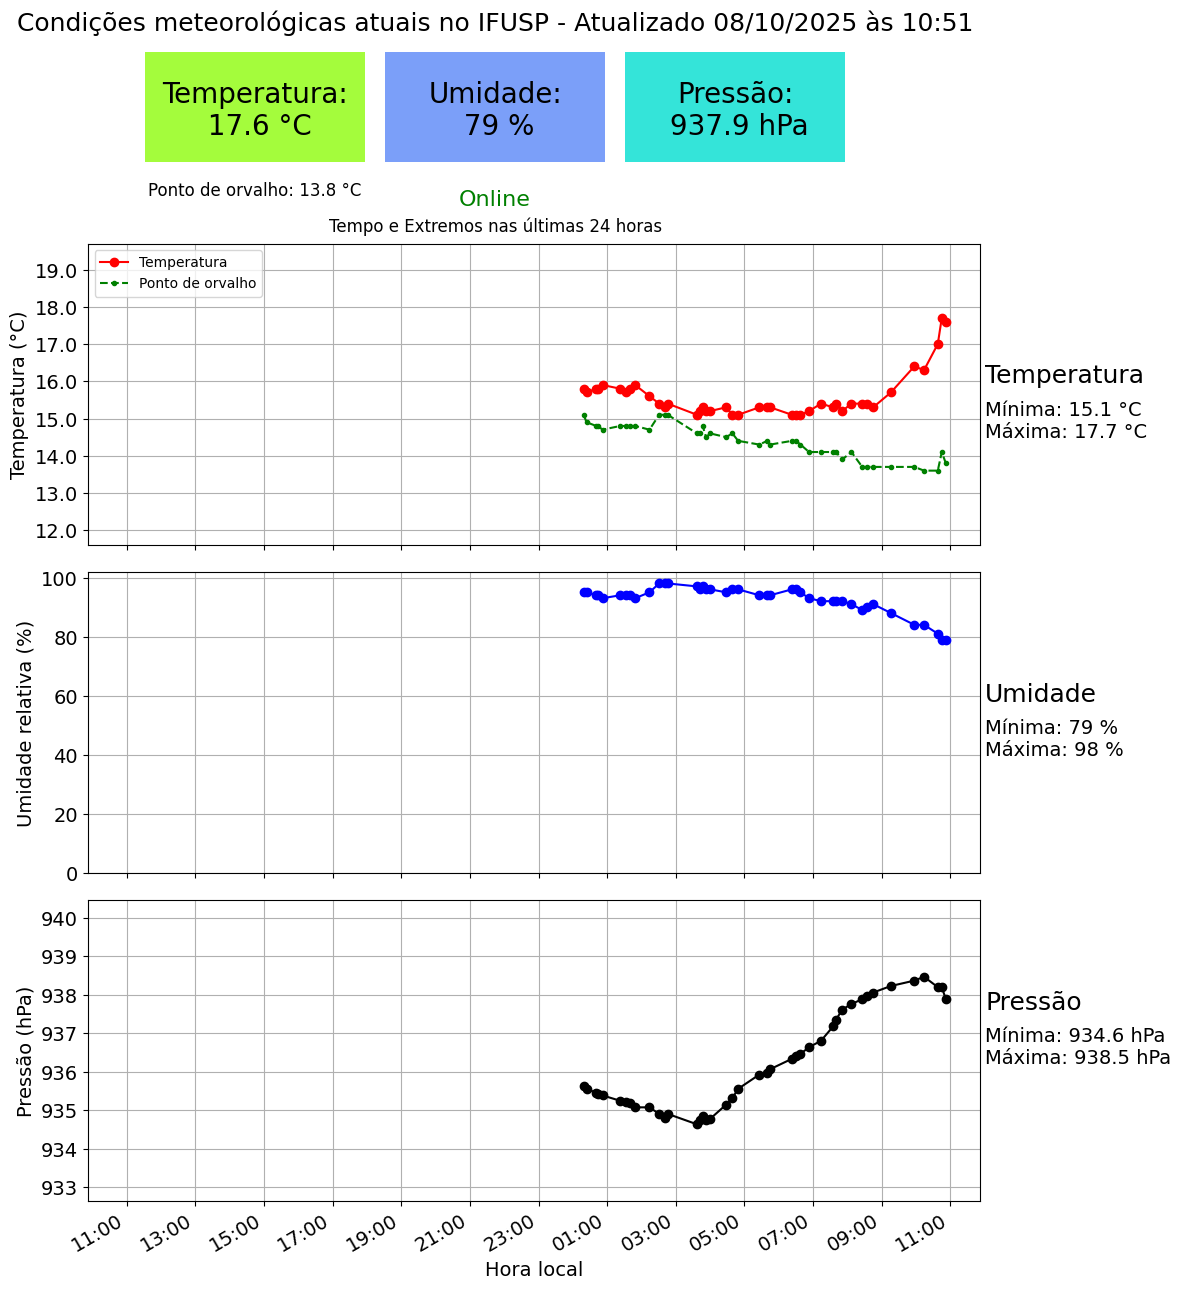 Condições meteorológicas atuais no IFUSP - Atualizado 08/10/2025 às 10:51
Temperatura:
17.6 °C
Umidade:
79 %
Pressão:
937.9 hPa
Ponto de orvalho: 13.8 °C
Online
Tempo e Extremos nas últimas 24 horas
Temperatura
Ponto de orvalho
Temperatura (°C)
19.0
18.0
17.0
16.0
15.0
14.0
13.0
12.0
Temperatura
Mínima: 15.1 °C
Máxima: 17.7 °C
Umidade relativa (%)
100
80
60
40
20
0
Umidade
Mínima: 79 %
Máxima: 98 %
Pressão (hPa)
940
939
938
937
936
935
934
933
Pressão
Mínima: 934.6 hPa
Máxima: 938.5 hPa
11:00 13:00 15:00 17:00 19:00 21:00 23:00 01:00 03:00 05:00 07:00 09:00 11:00
Hora local